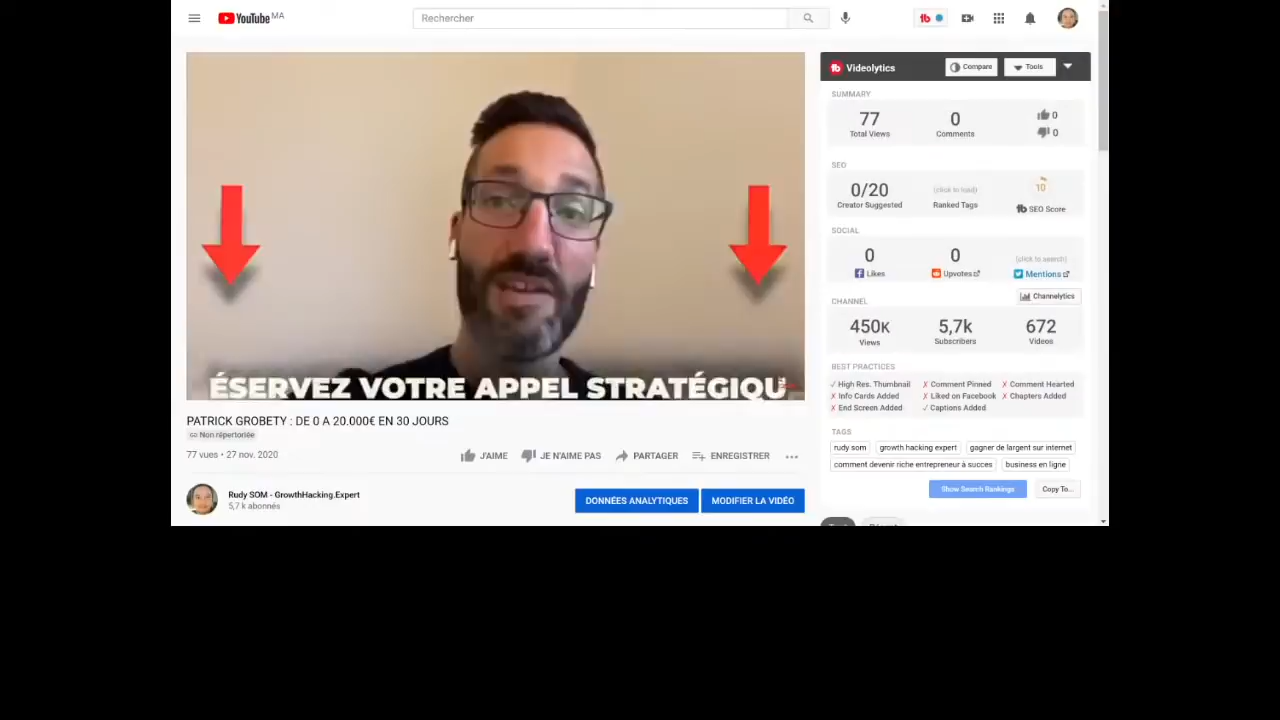 YouTube MA
Rechercher
tb
ÉSERVEZ VOTRE APPEL STRATÉGIQU
PATRICK GROBETY : DE 0 A 20.000€ EN 30 JOURS
Non répertoriée
77 vues • 27 nov. 2020
J'AIME JE N'AIME PAS PARTAGER ENREGISTRER ...
Rudy SOM - GrowthHacking.Expert
5,7 k abonnés
DONNÉES ANALYTIQUES MODIFIER LA VIDÉO
tb Videolytics Compare Tools
SUMMARY
77 0 0
Total Views Comments 0
SEO
0/20 (click to load) 10
Creator Suggested Ranked Tags tb SEO Score
SOCIAL
0 0 (click to search)
Likes Upvotes Mentions
CHANNEL Channelytics
450K 5,7k 672
Views Subscribers Videos
BEST PRACTICES
✓ High Res. Thumbnail ✗ Comment Pinned ✗ Comment Hearted
✗ Info Cards Added ✗ Liked on Facebook ✗ Chapters Added
✗ End Screen Added ✓ Captions Added
TAGS
rudy som growth hacking expert gagner de largent sur internet
comment devenir riche entrepreneur à succes business en ligne
Show Search Rankings Copy To...